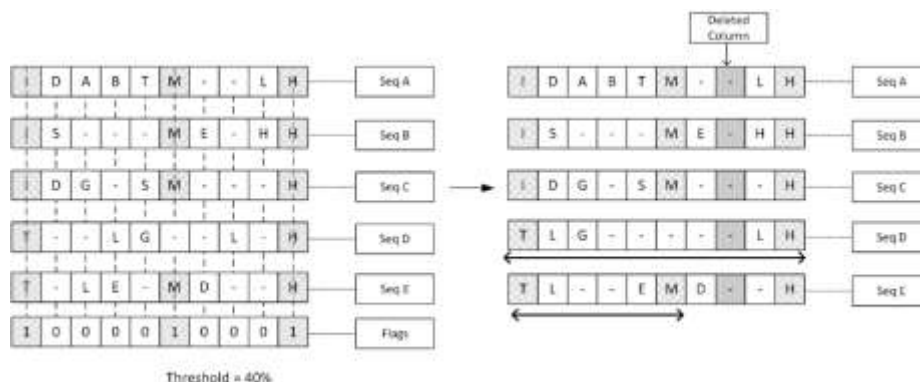 Deleted
Column
I D A B T M - - L H Seq A
I S - - - M E - H H Seq B
I D G - S M - - - H Seq C
T - - L G - - L - H Seq D
T - L E - M D - - H Seq E
1 0 0 0 0 1 0 0 0 1 Flags
Threshold = 40%
I D A B T M - - L H Seq A
I S - - - M E - H H Seq B
I D G - S M - - - H Seq C
T L G - - - - - L H Seq D
T L - - E M D - - H Seq E